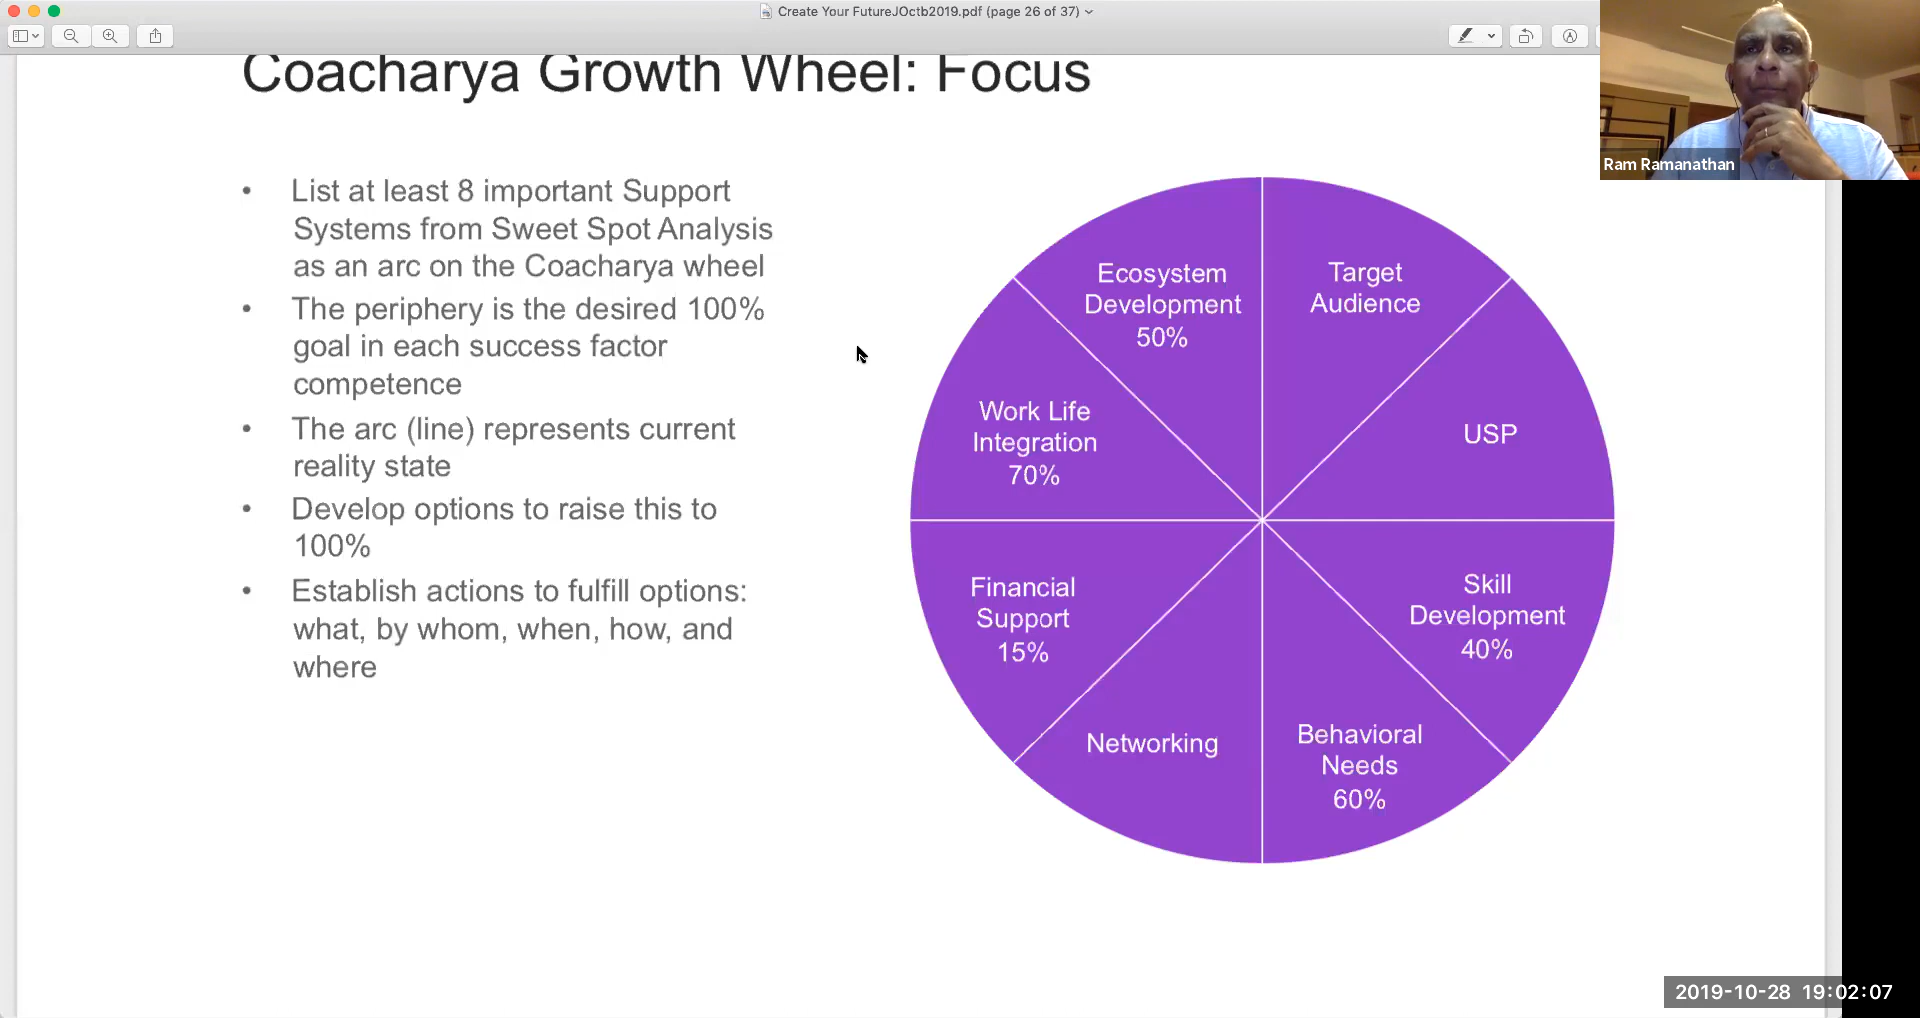 Create Your FutureJOctb2019.pdf (page 26 of 37)
Coacharya Growth Wheel: Focus
Ram Ramanathan
• List at least 8 important Support
Systems from Sweet Spot Analysis
as an arc on the Coacharya wheel
• The periphery is the desired 100%
goal in each success factor
competence
• The arc (line) represents current
reality state
• Develop options to raise this to
100%
• Establish actions to fulfill options:
what, by whom, when, how, and
where
Ecosystem
Development
50%
Target
Audience
Work Life
Integration
70%
USP
Financial
Support
15%
Skill
Development
40%
Networking
Behavioral
Needs
60%
2019-10-28 19:02:07